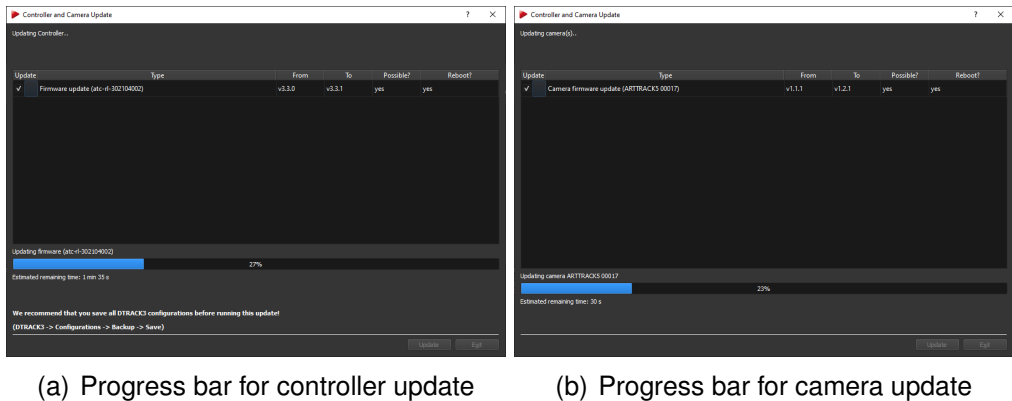 Controller and Camera Update ? ×
Updating Controller..
Update Type From To Possible? Reboot?
✓ Firmware update (atc-rl-302104002) v3.3.0 v3.3.1 yes yes
Updating firmware (atc-rl-302104002)
27%
Estimated remaining time: 1 min 35 s
We recommend that you save all DTRACK3 configurations before running this update!
(DTRACK3 -> Configurations -> Backup -> Save)
Update Exit
(a) Progress bar for controller update
Controller and Camera Update ? ×
Updating camera(s)..
Update Type From To Possible? Reboot?
✓ Camera firmware update (ARTTRACK5 00017) v1.1.1 v1.2.1 yes yes
Updating camera ARTTRACK5 00017
23%
Estimated remaining time: 30 s
Update Exit
(b) Progress bar for camera update